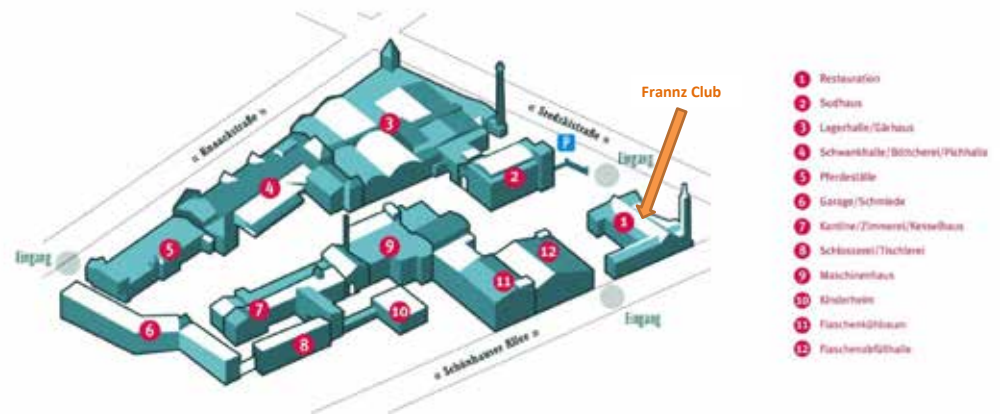 Frannz Club
« Knaackstraße »
« Sredzkistraße »
P
Eingang
3
2
4
1
5
9
12
Eingang
11
7
10
6
8
Eingang
« Schönhauser Allee »
1 Restauration
2 Sudhaus
3 Lagerhalle/Gärhaus
4 Schwankhalle/Böttcherei/Pichhalle
5 Pferdeställe
6 Garage/Schmiede
7 Kantine/Zimmerei/Kesselhaus
8 Schlosserei/Tischlerei
9 Maschinenhaus
10 Kinderheim
11 Flaschenkühlraum
12 Flaschenabfüllhalle